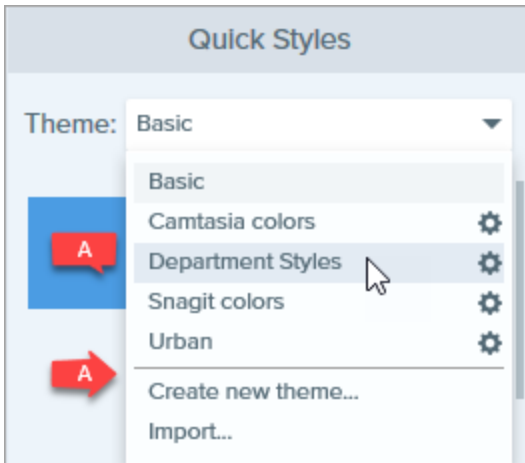 Quick Styles
Theme: Basic
Basic
Camtasia colors
A
Department Styles
Snagit colors
Urban
A
Create new theme...
Import...